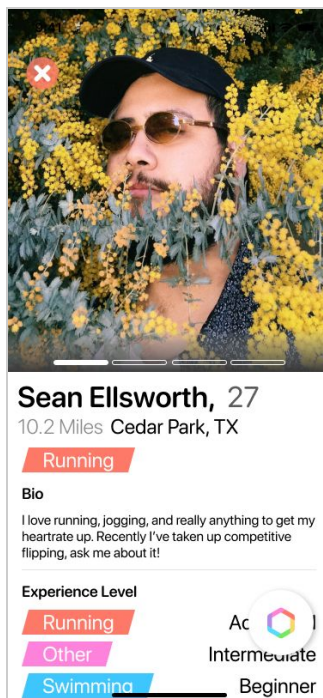 Sean Ellsworth, 27
10.2 Miles Cedar Park, TX
Running
Bio
I love running, jogging, and really anything to get my
heartrate up. Recently I've taken up competitive
flipping, ask me about it!
Experience Level
Running
Other Intermediate
Swimming Beginner